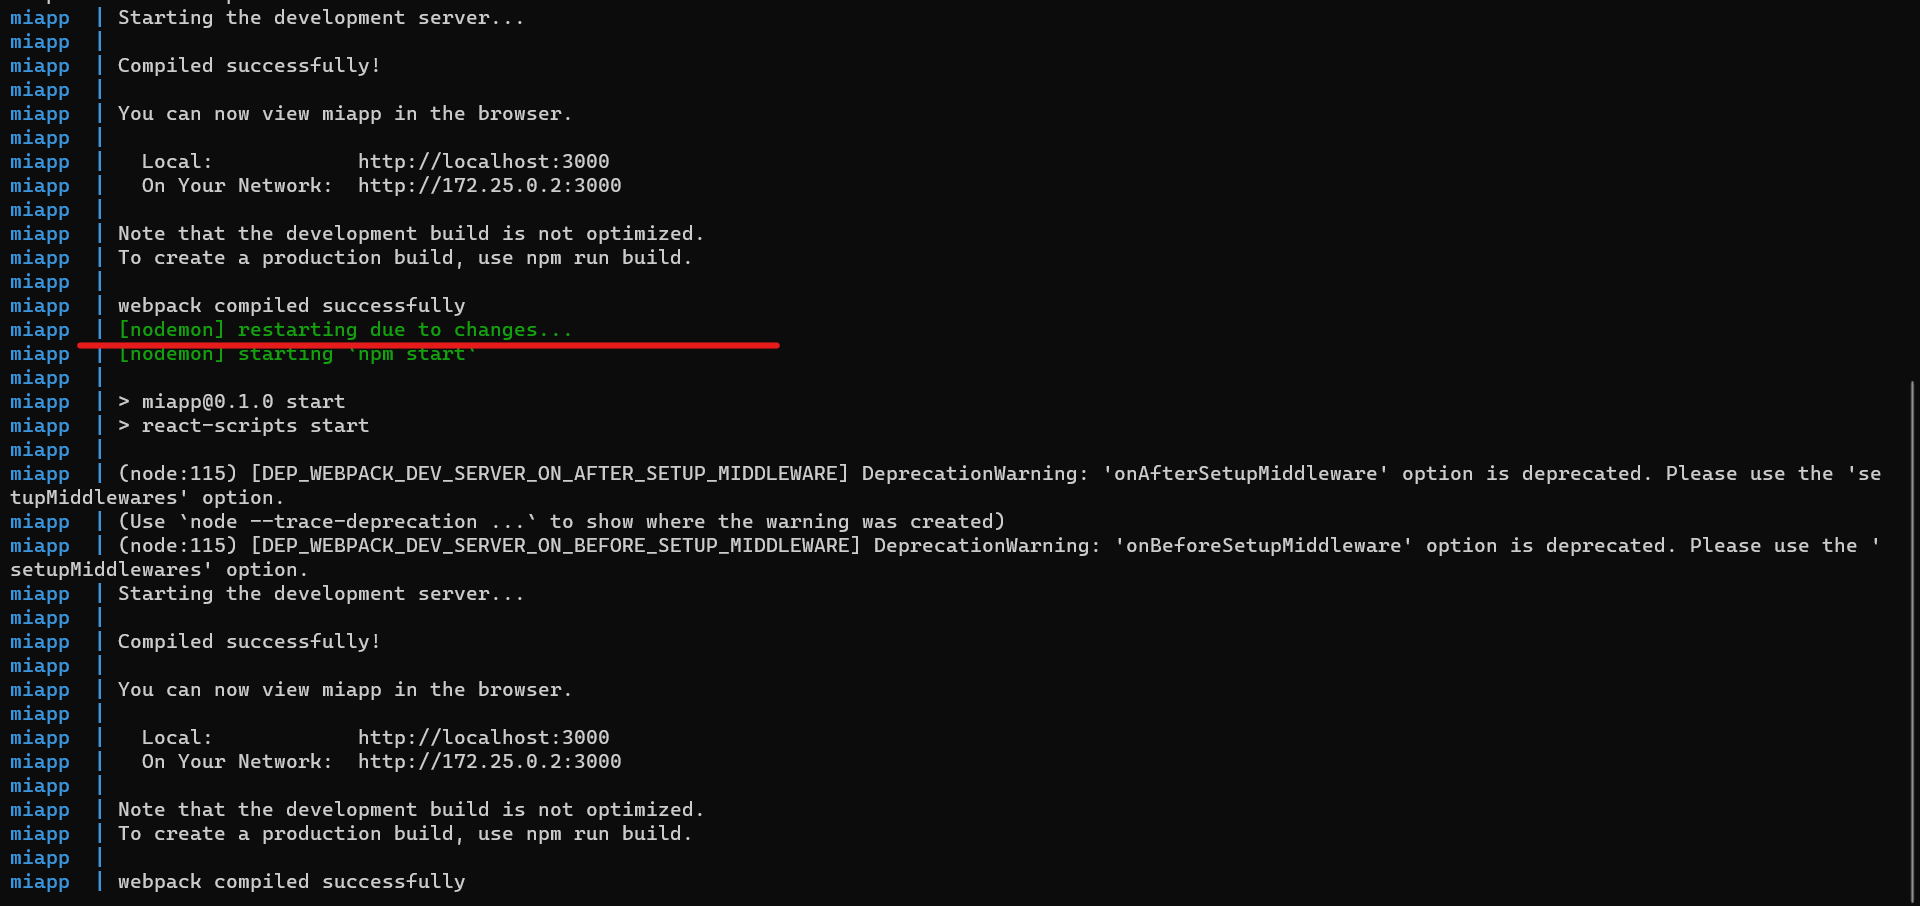 miapp  | Starting the development server...
miapp  |
miapp  | Compiled successfully!
miapp  |
miapp  | You can now view miapp in the browser.
miapp  |
miapp  |   Local:            http://localhost:3000
miapp  |   On Your Network:  http://172.25.0.2:3000
miapp  |
miapp  | Note that the development build is not optimized.
miapp  | To create a production build, use npm run build.
miapp  |
miapp  | webpack compiled successfully
miapp  | [nodemon] restarting due to changes...
miapp  | [nodemon] starting `npm start`
miapp  |
miapp  | > miapp@0.1.0 start
miapp  | > react-scripts start
miapp  |
miapp  | (node:115) [DEP_WEBPACK_DEV_SERVER_ON_AFTER_SETUP_MIDDLEWARE] DeprecationWarning: 'onAfterSetupMiddleware' option is deprecated. Please use the 'se
tupMiddlewares' option.
miapp  | (Use `node --trace-deprecation ...` to show where the warning was created)
miapp  | (node:115) [DEP_WEBPACK_DEV_SERVER_ON_BEFORE_SETUP_MIDDLEWARE] DeprecationWarning: 'onBeforeSetupMiddleware' option is deprecated. Please use the '
setupMiddlewares' option.
miapp  | Starting the development server...
miapp  |
miapp  | Compiled successfully!
miapp  |
miapp  | You can now view miapp in the browser.
miapp  |
miapp  |   Local:            http://localhost:3000
miapp  |   On Your Network:  http://172.25.0.2:3000
miapp  |
miapp  | Note that the development build is not optimized.
miapp  | To create a production build, use npm run build.
miapp  |
miapp  | webpack compiled successfully